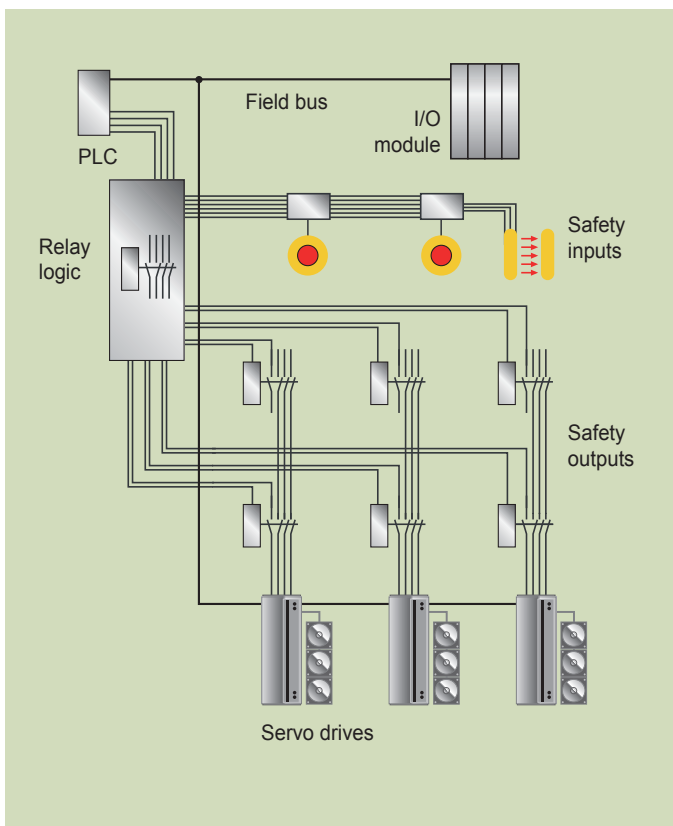 Field bus
I/O
module
PLC
Relay
logic
Safety
inputs
Safety
outputs
Servo drives